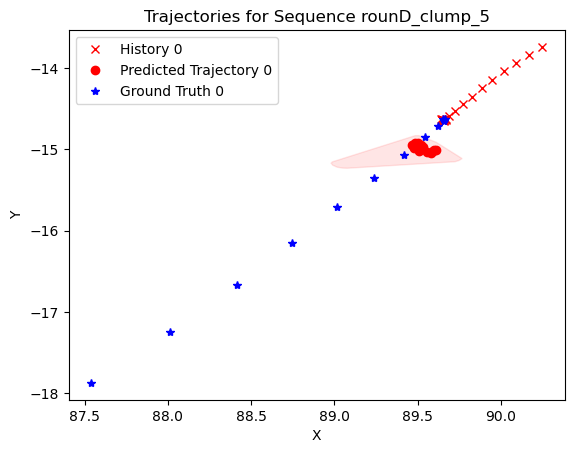 Trajectories for Sequence rounD_clump_5
History 0
Predicted Trajectory 0
Ground Truth 0
−14
−15
−16
−17
−18
Y
87.5 88.0 88.5 89.0 89.5 90.0
X